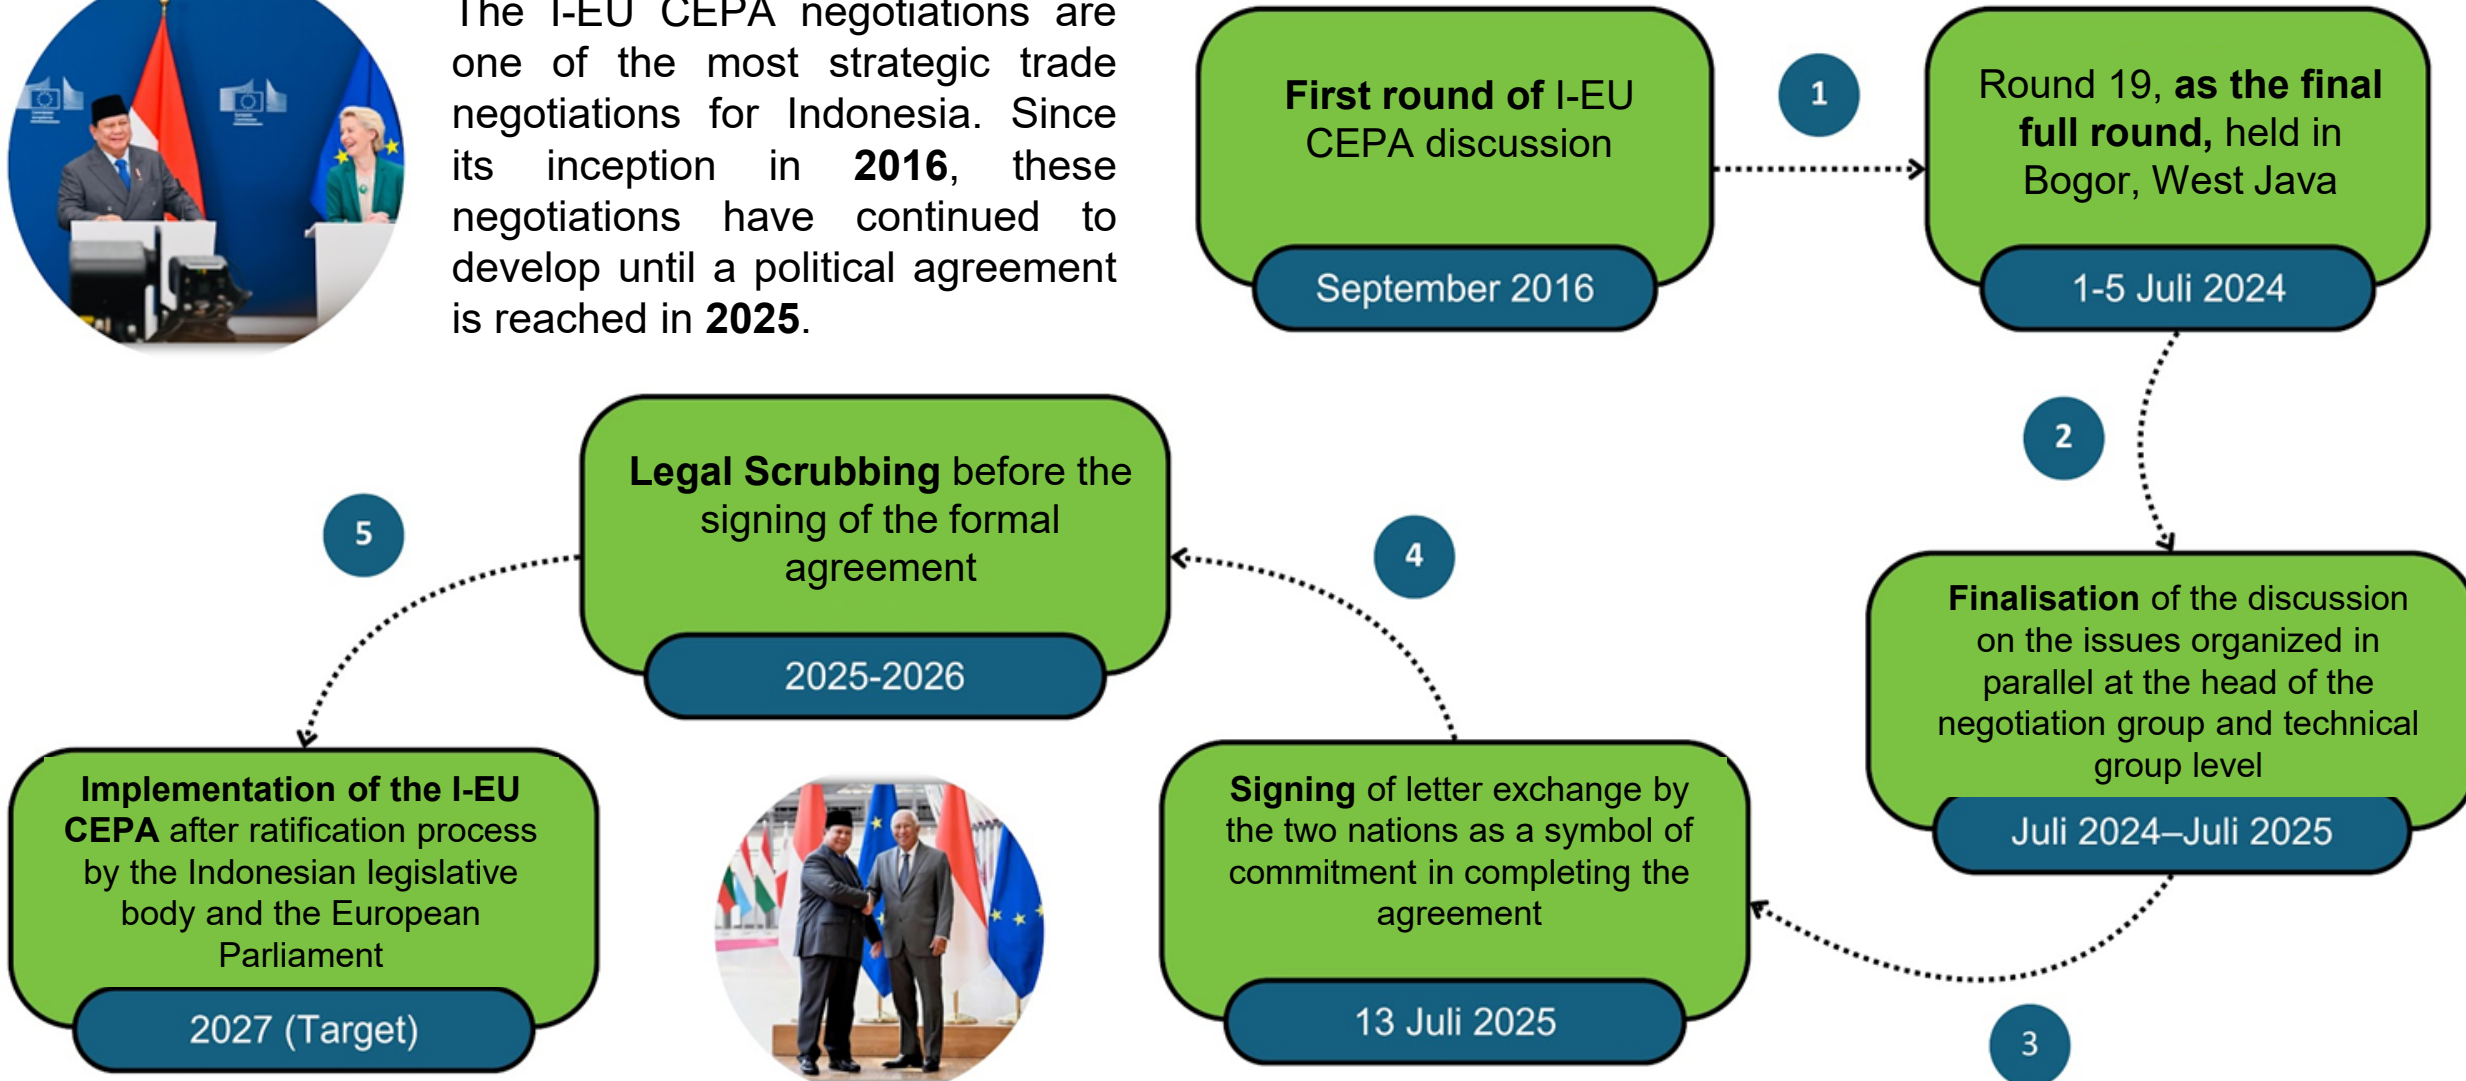 The I-EU CEPA negotiations are
one of the most strategic trade
negotiations for Indonesia. Since
its inception in 2016, these
negotiations have continued to
develop until a political agreement
is reached in 2025.
First round of I-EU
CEPA discussion
September 2016
1
Round 19, as the final
full round, held in
Bogor, West Java
1-5 Juli 2024
2
Finalisation of the discussion
on the issues organized in
parallel at the head of the
negotiation group and technical
group level
Juli 2024–Juli 2025
3
Signing of letter exchange by
the two nations as a symbol of
commitment in completing the
agreement
13 Juli 2025
4
Legal Scrubbing before the
signing of the formal
agreement
2025-2026
5
Implementation of the I-EU
CEPA after ratification process
by the Indonesian legislative
body and the European
Parliament
2027 (Target)